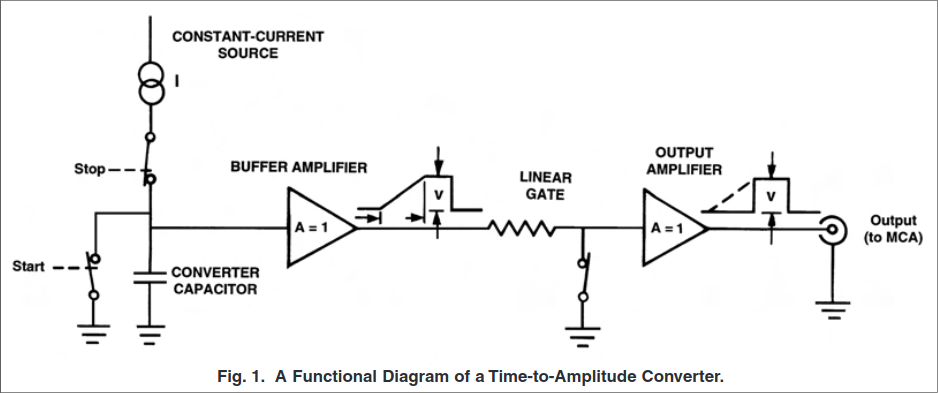 CONSTANT-CURRENT
SOURCE
I
Stop
BUFFER AMPLIFIER
V
LINEAR
GATE
OUTPUT
AMPLIFIER
V
A = 1
A = 1
Output
(to MCA)
Start
CONVERTER
CAPACITOR
Fig. 1. A Functional Diagram of a Time-to-Amplitude Converter.